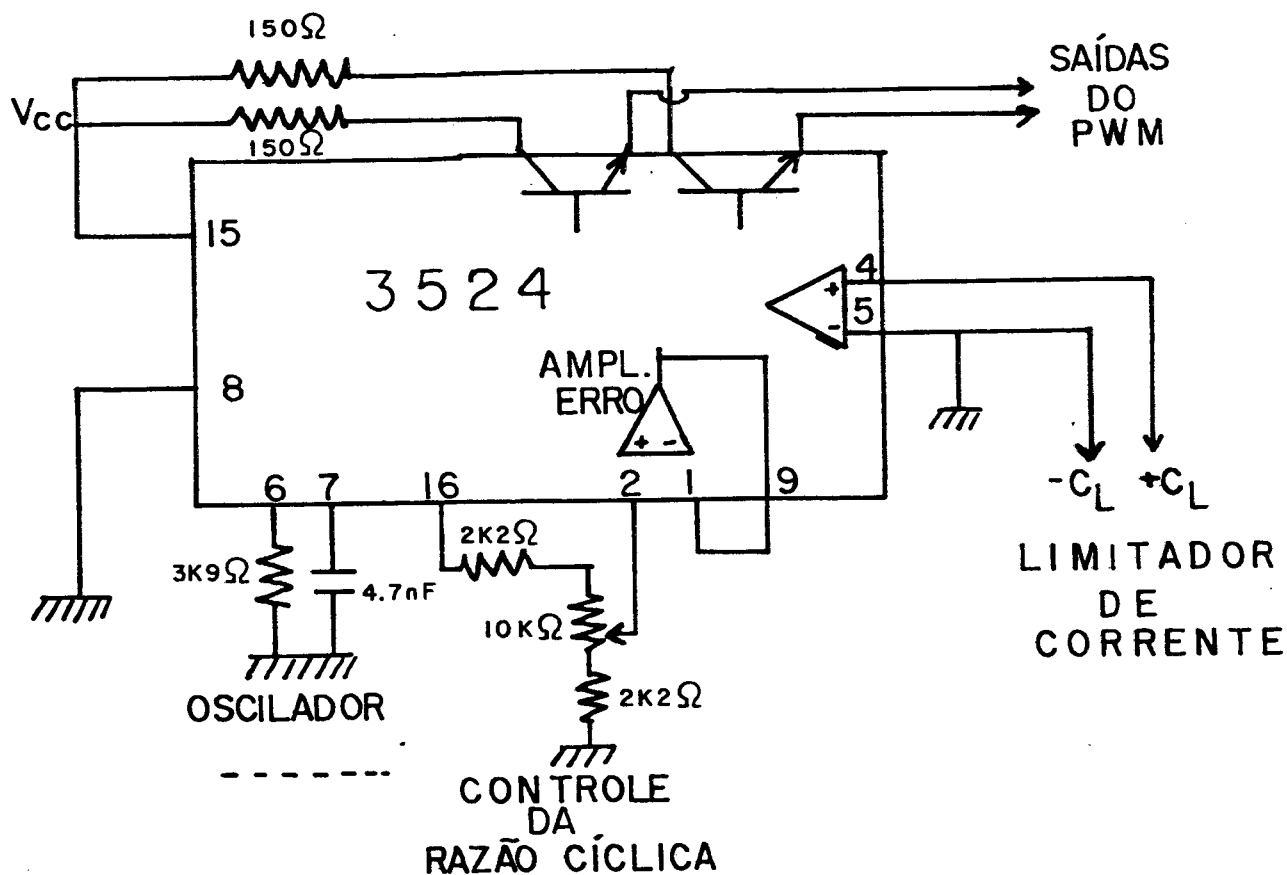 150Ω
150Ω
Vcc
SAÍDAS
DO
PWM
15
3524
4
+
5
-
8
AMPL.
ERRO
+ -
6 7 16 2 1 9
3K9Ω
4.7nF
2K2Ω
10KΩ
2K2Ω
-CL +CL
LIMITADOR
DE
CORRENTE
OSCILADOR
CONTROLE
DA
RAZÃO CÍCLICA